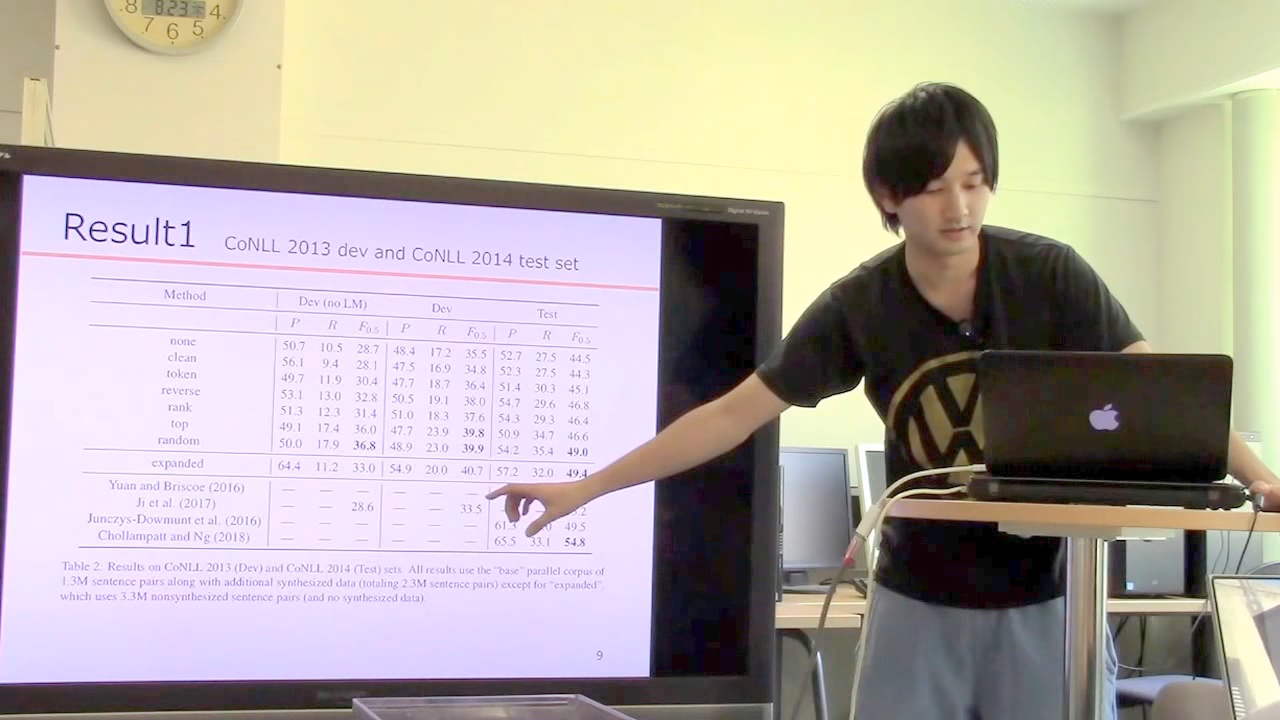 8 8.23 4
7 6 5
Digital Hi-Vision
Result1 CoNLL 2013 dev and CoNLL 2014 test set
Method Dev (no LM) Dev Test
P R F0.5 P R F0.5 P R F0.5
none 50.7 10.5 28.7 48.4 17.2 35.5 52.7 27.5 44.5
clean 56.1 9.4 28.1 47.5 16.9 34.8 52.3 27.5 44.3
token 49.7 11.9 30.4 47.7 18.7 36.4 51.4 30.3 45.1
reverse 53.1 13.0 32.8 50.5 19.1 38.0 54.7 29.6 46.8
rank 51.3 12.3 31.4 51.0 18.3 37.6 54.3 29.3 46.4
top 49.1 17.4 36.0 47.7 23.9 39.8 50.9 34.7 46.6
random 50.0 17.9 36.8 48.9 23.0 39.9 54.2 35.4 49.0
expanded 64.4 11.2 33.0 54.9 20.0 40.7 57.2 32.0 49.4
Yuan and Briscoe (2016) — — — — — —
Ji et al. (2017) — — 28.6 — — 33.5
Junczys-Dowmunt et al. (2016) — — — — — — 49.5
Chollampatt and Ng (2018) — — — — — — 65.5 33.1 54.8
Table 2: Results on CoNLL 2013 (Dev) and CoNLL 2014 (Test) sets. All results use the "base" parallel corpus of
1.3M sentence pairs along with additional synthesized data (totaling 2.3M sentence pairs) except for "expanded",
which uses 3.3M nonsynthesized sentence pairs (and no synthesized data).
9